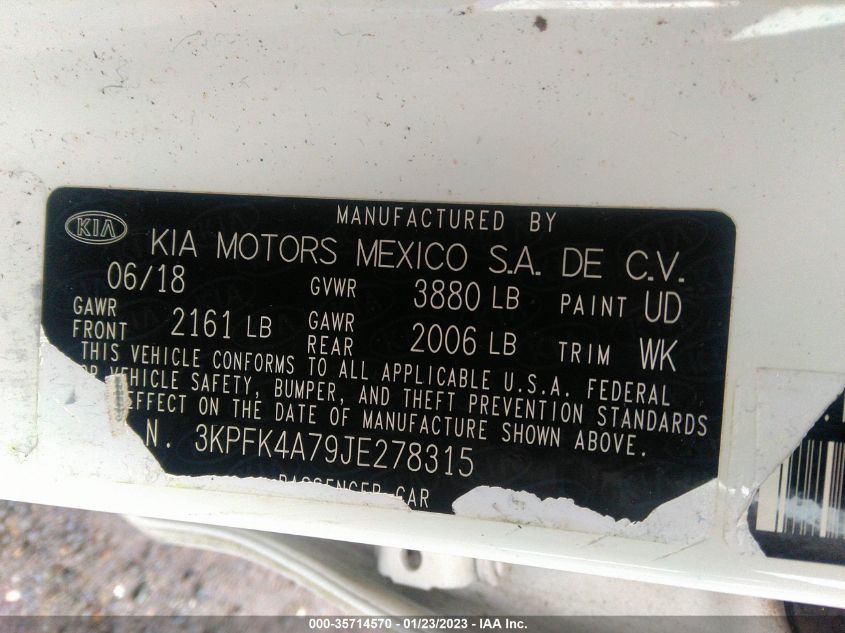 MANUFACTURED BY
KIA KIA MOTORS MEXICO S.A. DE C.V.
06/18 GVWR 3880 LB PAINT UD
GAWR FRONT 2161 LB GAWR REAR 2006 LB TRIM WK
THIS VEHICLE CONFORMS TO ALL APPLICABLE U.S.A. FEDERAL
OR VEHICLE SAFETY, BUMPER, AND THEFT PREVENTION STANDARDS
EFFECT ON THE DATE OF MANUFACTURE SHOWN ABOVE.
N. 3KPFK4A79JE278315
PASSENGER CAR
000-35714570 - 01/23/2023 - IAA Inc.